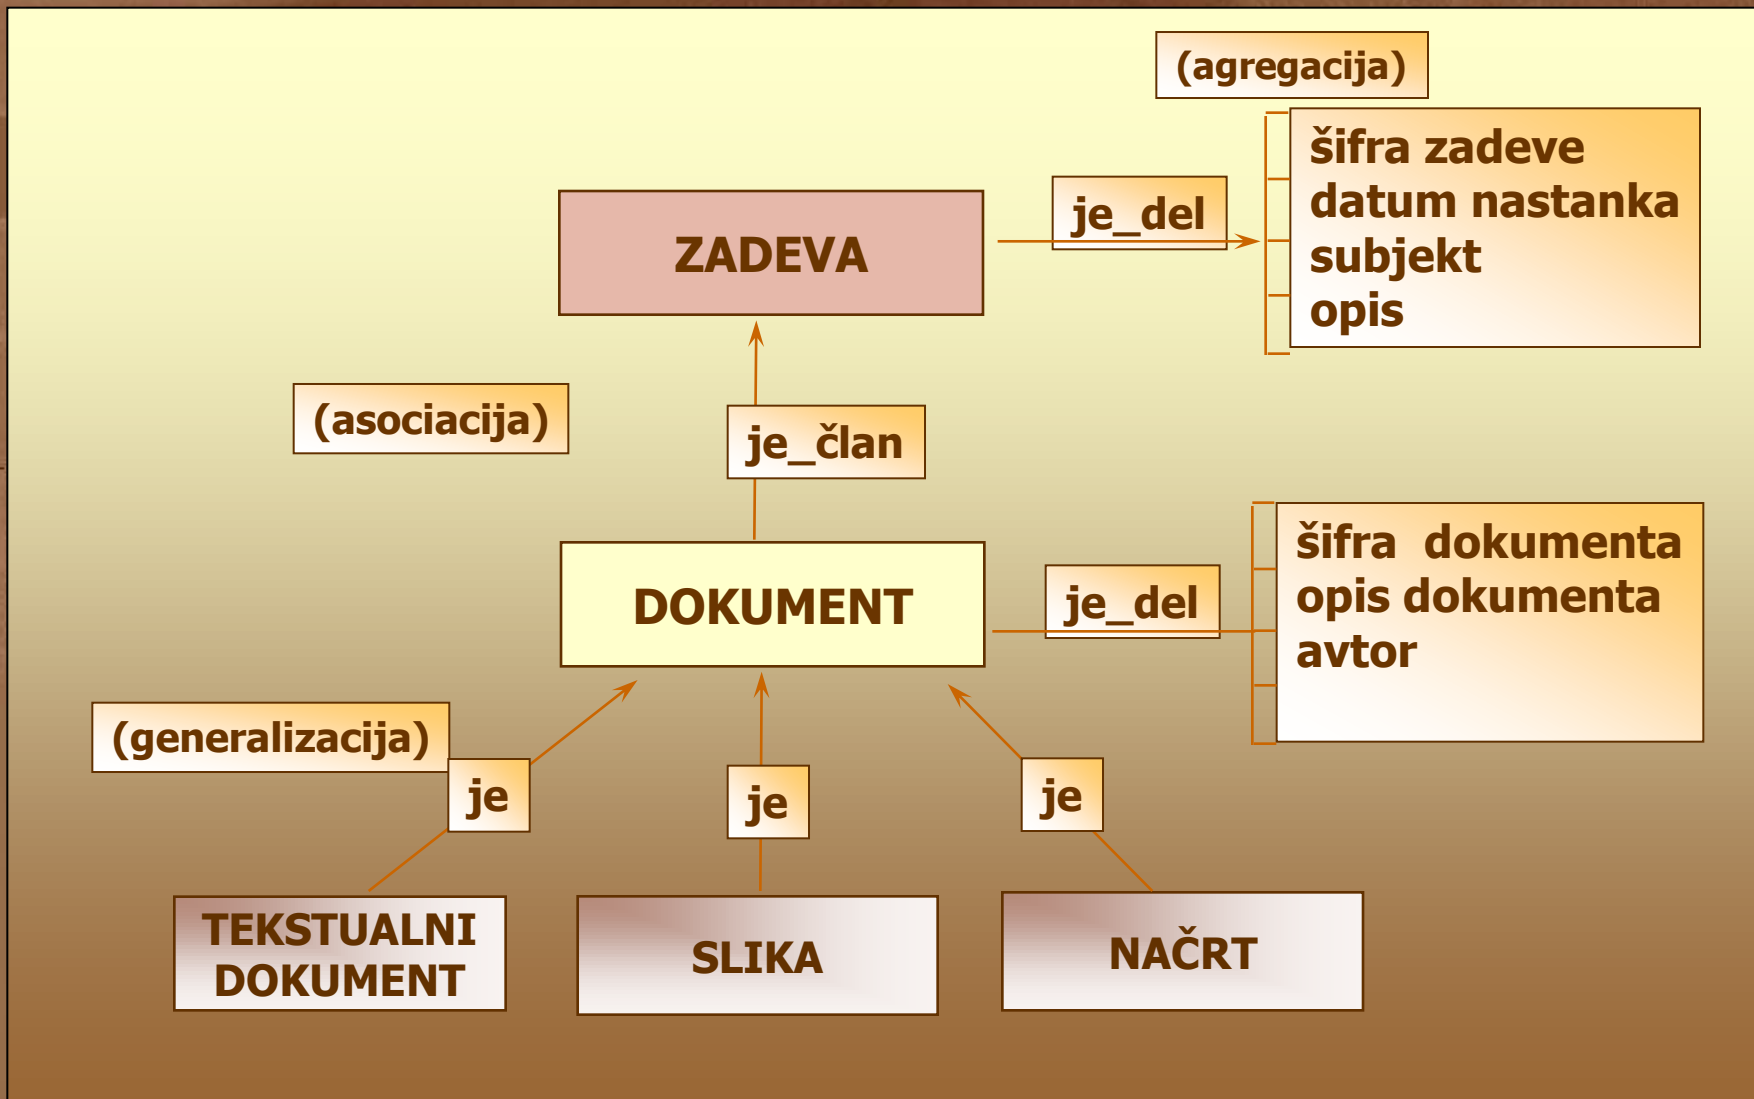 (agregacija)
šifra zadeve
datum nastanka
subjekt
opis
je_del
ZADEVA
(asociacija)
je_član
šifra  dokumenta
opis dokumenta
avtor
je_del
DOKUMENT
(generalizacija)
je
je
je
TEKSTUALNI
DOKUMENT
SLIKA
NAČRT